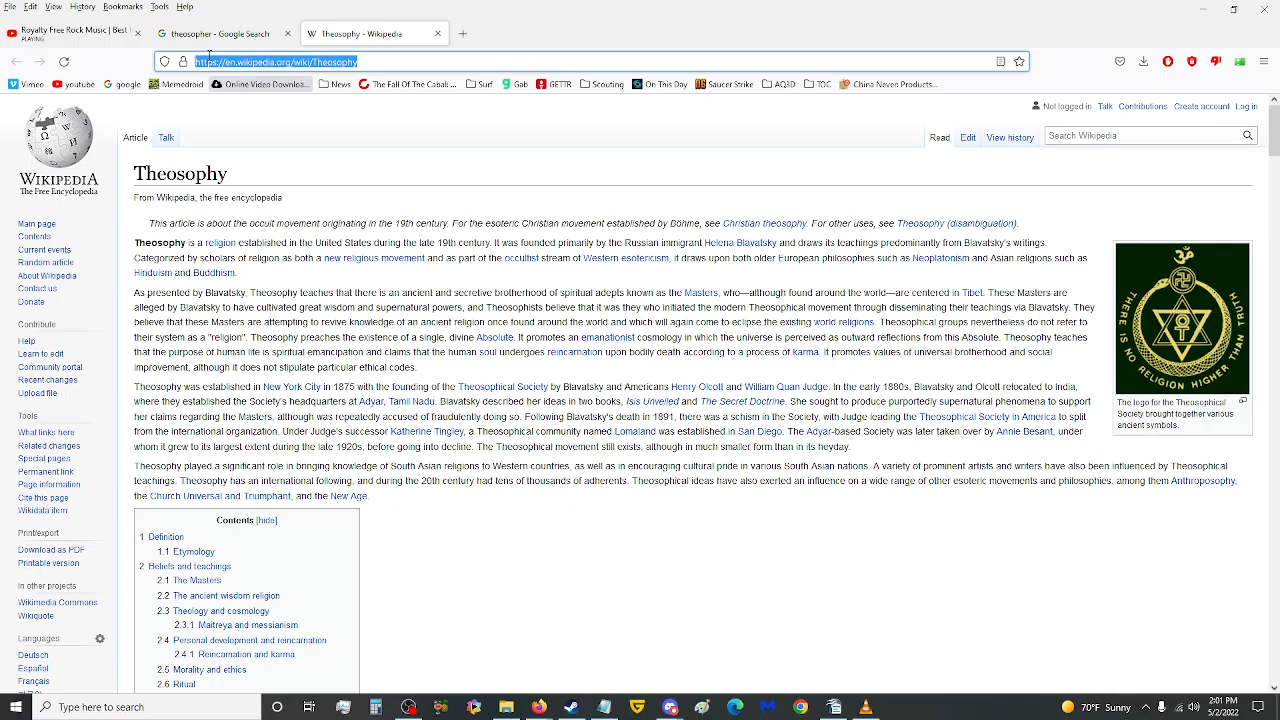 File Edit View History Bookmarks Tools Help
Royalty Free Rock Music | Best
PLAYING
theosopher - Google Search
Theosophy - Wikipedia
https://en.wikipedia.org/wiki/Theosophy
Vimeo youtube google Memedroid Online Video Downloa... News The Fall Of The Cabal: ... Surf Gab GETTR Scouting On This Day Saucer Strike AQ3D TOC China Never Produces...
Not logged in Talk Contributions Create account Log in
Article Talk Read Edit View history Search Wikipedia
WIKIPEDIA
The Free Encyclopedia
Main page
Contents
Current events
Random article
About Wikipedia
Contact us
Donate
Contribute
Help
Learn to edit
Community portal
Recent changes
Upload file
Tools
What links here
Related changes
Special pages
Permanent link
Page information
Cite this page
Wikidata item
Print/export
Download as PDF
Printable version
In other projects
Wikimedia Commons
Wikiquote
Languages
Deutsch
Español
Français
Theosophy
From Wikipedia, the free encyclopedia
This article is about the occult movement originating in the 19th century. For the esoteric Christian movement established by Böhme, see Christian theosophy. For other uses, see Theosophy (disambiguation).
Theosophy is a religion established in the United States during the late 19th century. It was founded primarily by the Russian immigrant Helena Blavatsky and draws its teachings predominantly from Blavatsky's writings.
Categorized by scholars of religion as both a new religious movement and as part of the occultist stream of Western esotericism, it draws upon both older European philosophies such as Neoplatonism and Asian religions such as
Hinduism and Buddhism.
As presented by Blavatsky, Theosophy teaches that there is an ancient and secretive brotherhood of spiritual adepts known as the Masters, who—although found around the world—are centered in Tibet. These Masters are
alleged by Blavatsky to have cultivated great wisdom and supernatural powers, and Theosophists believe that it was they who initiated the modern Theosophical movement through disseminating their teachings via Blavatsky. They
believe that these Masters are attempting to revive knowledge of an ancient religion once found around the world and which will again come to eclipse the existing world religions. Theosophical groups nevertheless do not refer to
their system as a "religion". Theosophy preaches the existence of a single, divine Absolute. It promotes an emanationist cosmology in which the universe is perceived as outward reflections from this Absolute. Theosophy teaches
that the purpose of human life is spiritual emancipation and claims that the human soul undergoes reincarnation upon bodily death according to a process of karma. It promotes values of universal brotherhood and social
improvement, although it does not stipulate particular ethical codes.
Theosophy was established in New York City in 1875 with the founding of the Theosophical Society by Blavatsky and Americans Henry Olcott and William Quan Judge. In the early 1880s, Blavatsky and Olcott relocated to India,
where they established the Society's headquarters at Adyar, Tamil Nadu. Blavatsky described her ideas in two books, Isis Unveiled and The Secret Doctrine. She sought to produce purportedly supernatural phenomena to support
her claims regarding the Masters, although was repeatedly accused of fraudulently doing so. Following Blavatsky's death in 1891, there was a schism in the Society, with Judge leading the Theosophical Society in America to split
from the international organization. Under Judge's successor Katherine Tingley, a Theosophical community named Lomaland was established in San Diego. The Adyar-based Society was later taken over by Annie Besant, under
whom it grew to its largest extent during the late 1920s, before going into decline. The Theosophical movement still exists, although in much smaller form than in its heyday.
Theosophy played a significant role in bringing knowledge of South Asian religions to Western countries, as well as in encouraging cultural pride in various South Asian nations. A variety of prominent artists and writers have also been influenced by Theosophical
teachings. Theosophy has an international following, and during the 20th century had tens of thousands of adherents. Theosophical ideas have also exerted an influence on a wide range of other esoteric movements and philosophies, among them Anthroposophy,
the Church Universal and Triumphant, and the New Age.
ॐ
THERE IS NO RELIGION HIGHER THAN TRUTH
The logo for the Theosophical
Society brought together various
ancient symbols.
Contents [hide]
1 Definition
1.1 Etymology
2 Beliefs and teachings
2.1 The Masters
2.2 The ancient wisdom religion
2.3 Theology and cosmology
2.3.1 Maitreya and messianism
2.4 Personal development and reincarnation
2.4.1 Reincarnation and karma
2.5 Morality and ethics
2.6 Ritual
Type here to search
70°F Sunny
2:01 PM
5/2/2022